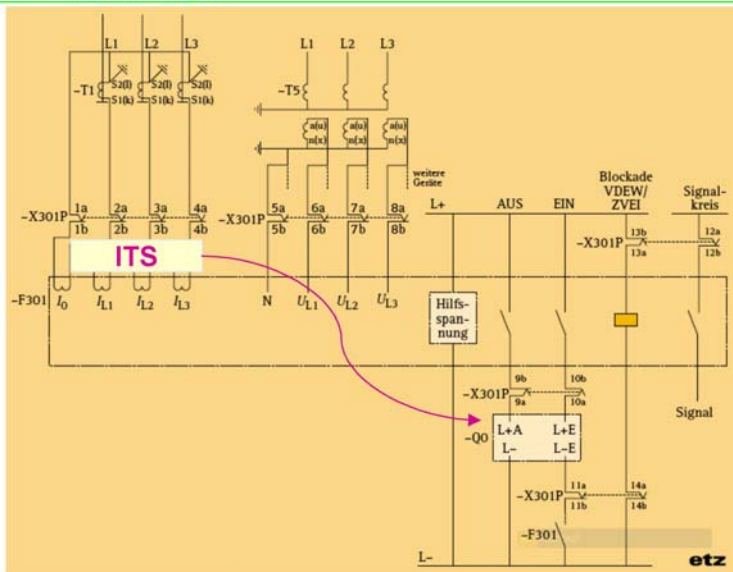 L1 L2 L3
L1 L2 L3
–T1
S2(l) S2(l) S2(l)
S1(k) S1(k) S1(k)
–T5
a(u) a(u) a(u)
n(x) n(x) n(x)
weitere
Geräte
L+
AUS
EIN
Blockade
VDEW/
ZVEI
Signal-
kreis
–X301P
1a 2a 3a 4a
1b 2b 3b 4b
–X301P
5a 6a 7a 8a
5b 6b 7b 8b
–X301P
13b 12a
13a 12b
ITS
–F301
I0 IL1 IL2 IL3
N UL1 UL2 UL3
Hilfs-
span-
nung
–X301P
9b 10b
9a 10a
Signal
–Q0
L+A L+E
L– L–E
–X301P
11a 14a
11b 14b
–F301
L–
etz